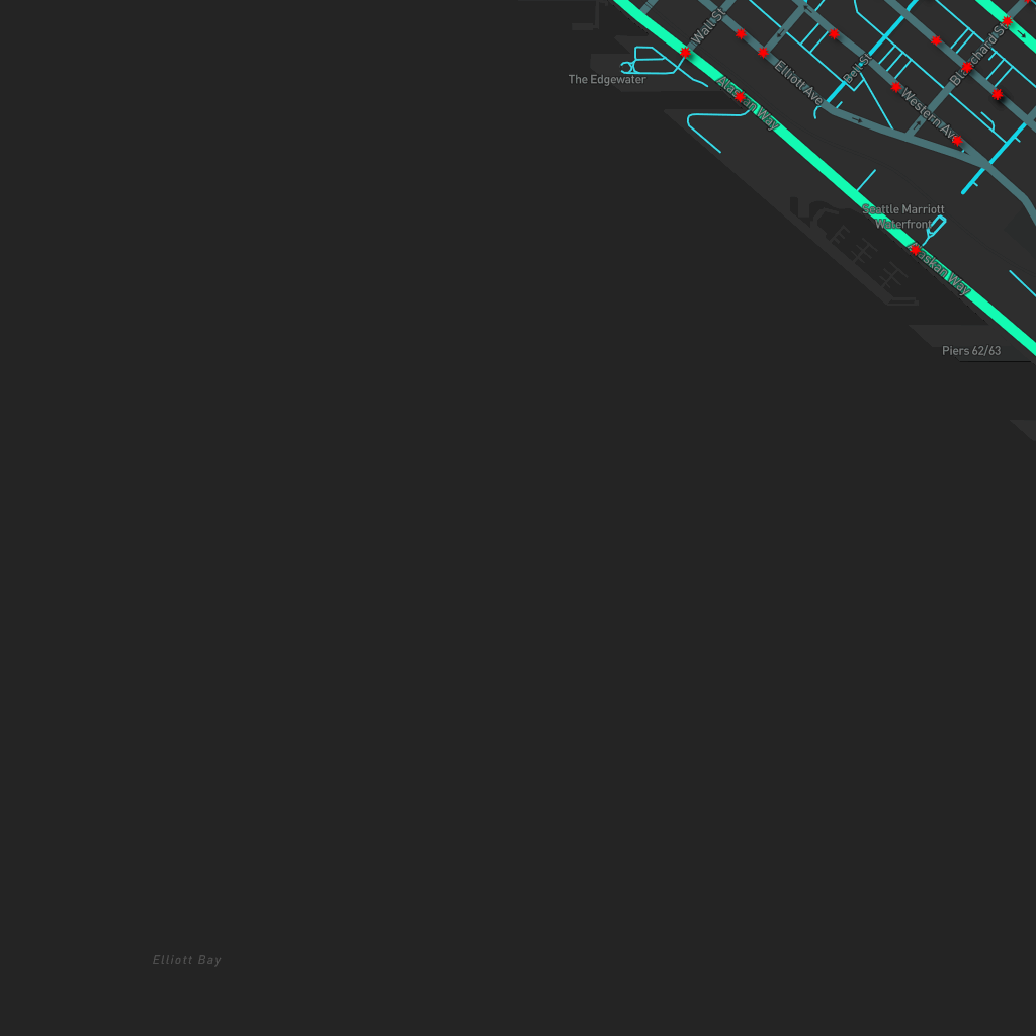 Wall St
Blanchard St
Bell St
The Edgewater
Elliott Ave
Alaskan Way
Western Ave
Seattle Marriott
Waterfront
Alaskan Way
Piers 62/63
Elliott Bay